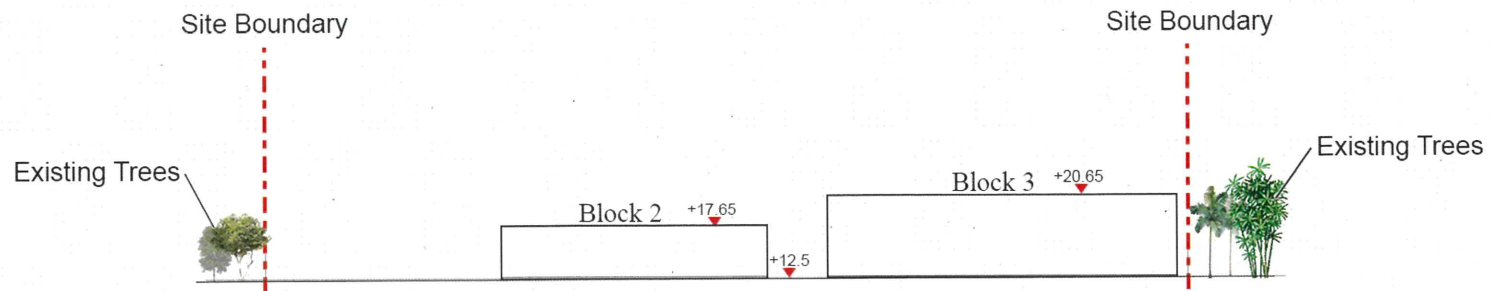 Site Boundary
Site Boundary
Existing Trees
Existing Trees
Block 2
+17.65
Block 3
+20.65
+12.5